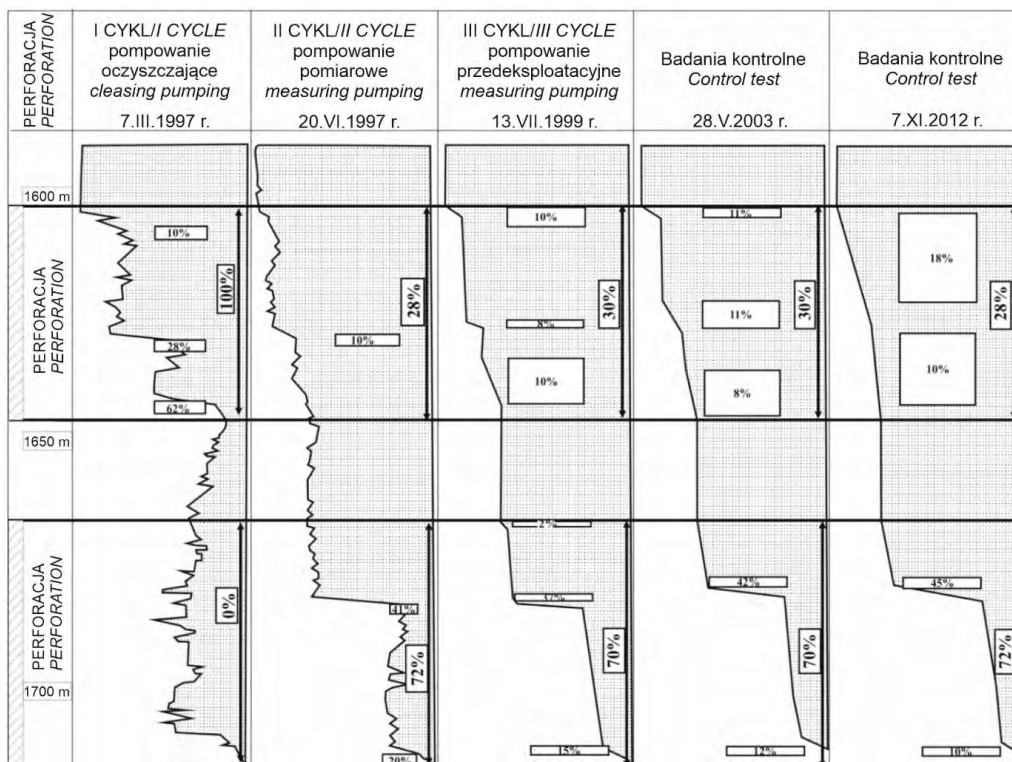 PERFORACJA
PERFORATION
I CYKL/I CYCLE
pompowanie
oczyszczające
cleasing pumping
7.III.1997 r.
II CYKL/II CYCLE
pompowanie
pomiarowe
measuring pumping
20.VI.1997 r.
III CYKL/III CYCLE
pompowanie
przedeksploatacyjne
measuring pumping
13.VII.1999 r.
Badania kontrolne
Control test
28.V.2003 r.
Badania kontrolne
Control test
7.XI.2012 r.
1600 m
PERFORACJA
PERFORATION
1650 m
PERFORACJA
PERFORATION
1700 m
10%
28%
62%
100%
0%
10%
28%
41%
72%
20%
10%
8%
10%
30%
2%
37%
70%
15%
11%
11%
8%
30%
42%
70%
12%
18%
10%
28%
45%
72%
10%